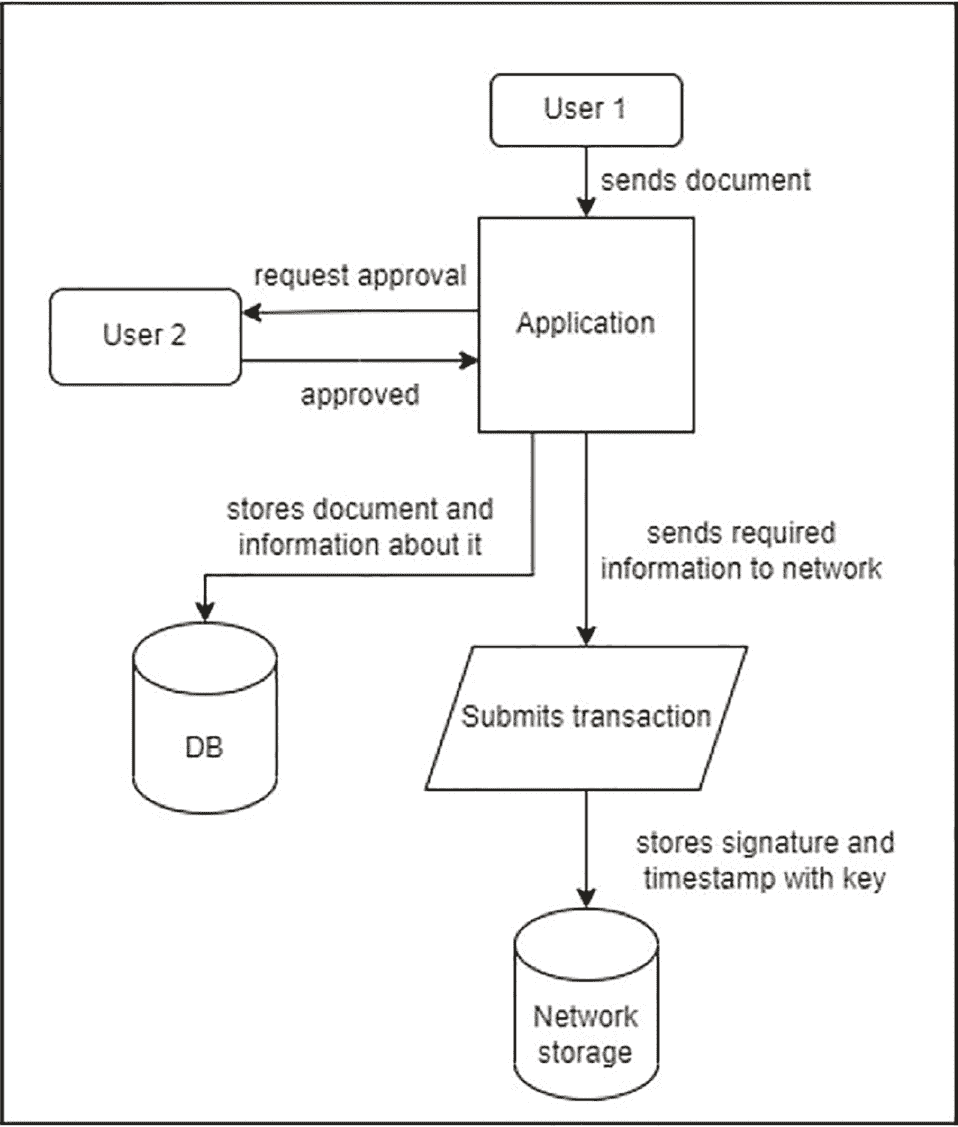 User 1
sends document
request approval
Application
User 2
approved
stores document and
information about it
sends required
information to network
Submits transaction
DB
stores signature and
timestamp with key
Network
storage